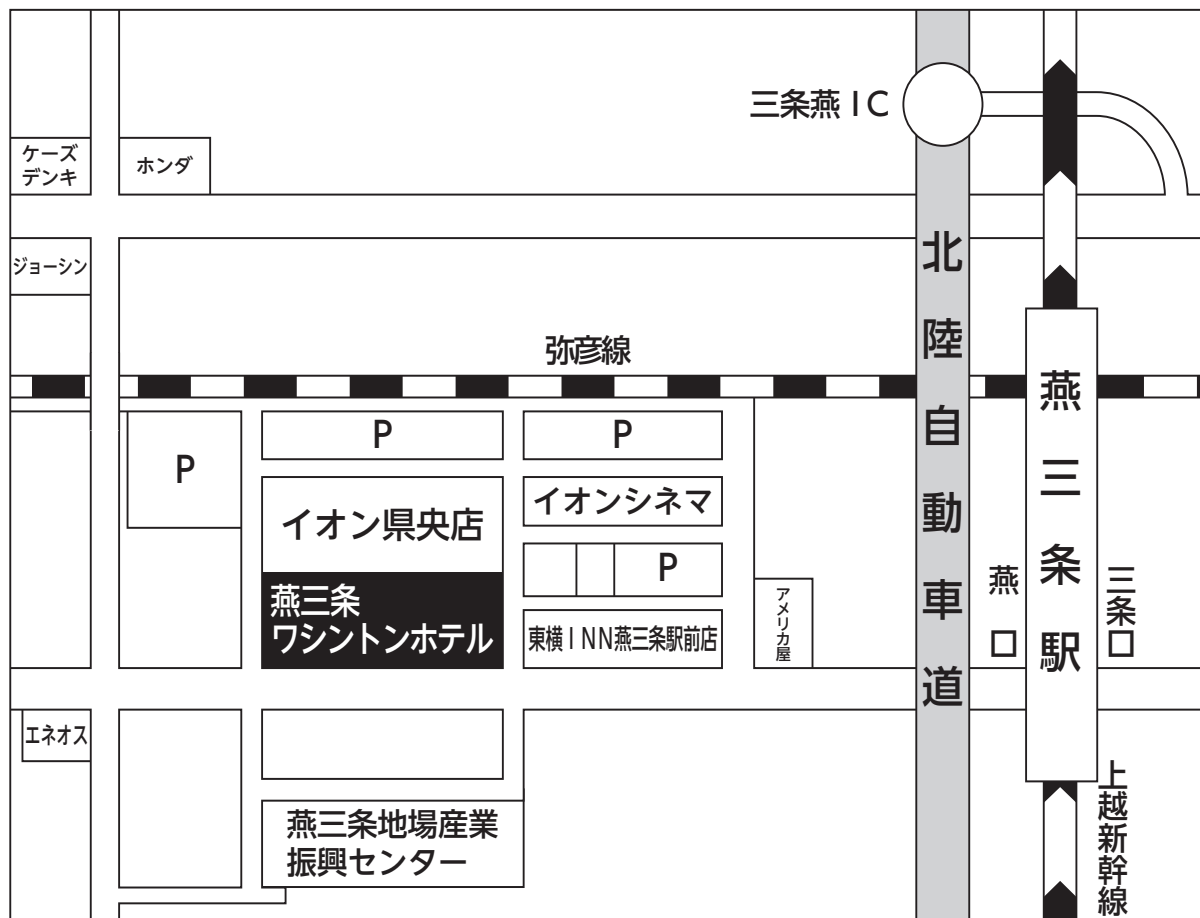 三条燕IC
ケーズ
デンキ
ホンダ
ジョーシン
北陸自動車道
弥彦線
燕三条駅
P
P
P
イオンシネマ
イオン県央店
P
燕口
三条口
燕三条
ワシントンホテル
東横INN燕三条駅前店
アメリカ屋
エネオス
上越新幹線
燕三条地場産業
振興センター